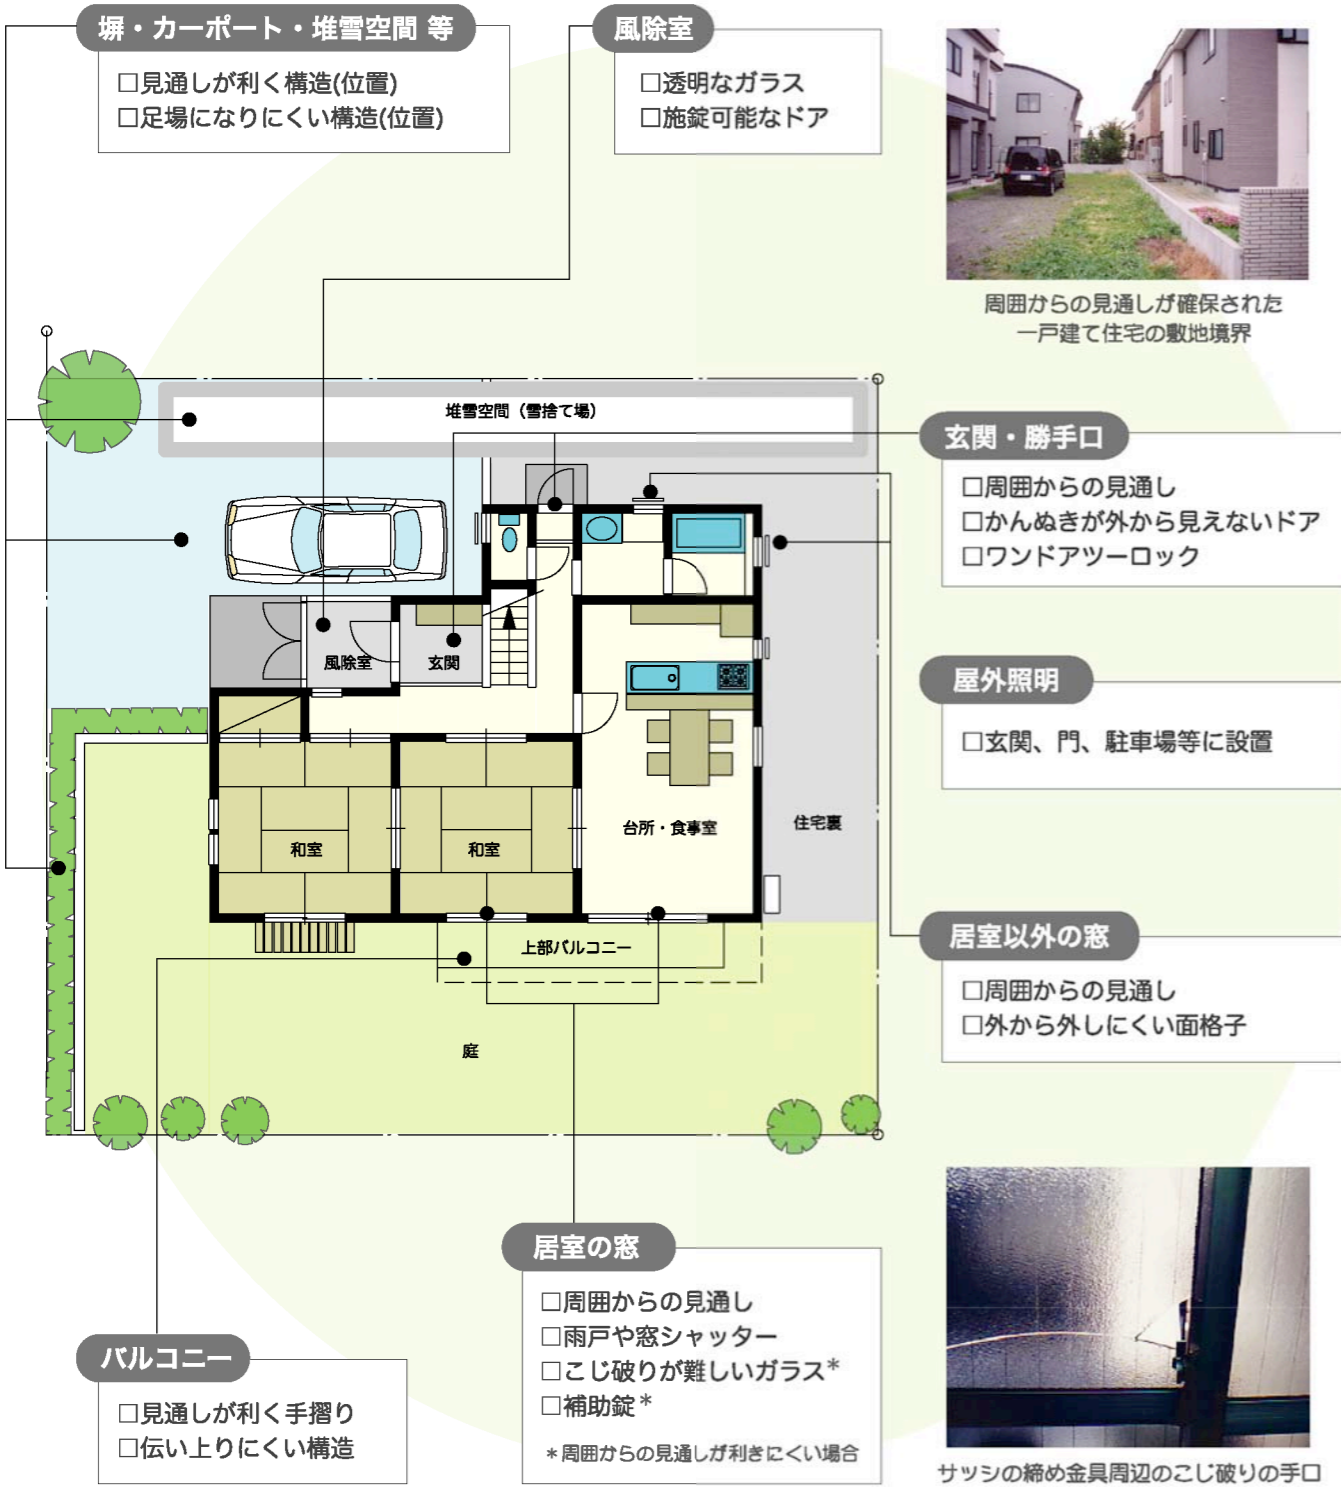 塀・カーポート・堆雪空間 等
□見通しが利く構造(位置)
□足場になりにくい構造(位置)
風除室
□透明なガラス
□施錠可能なドア
周囲からの見通しが確保された
一戸建て住宅の敷地境界
堆雪空間（雪捨て場）
玄関・勝手口
□周囲からの見通し
□かんぬきが外から見えないドア
□ワンドアツーロック
風除室
玄関
屋外照明
□玄関、門、駐車場等に設置
和室
和室
台所・食事室
住宅裏
上部バルコニー
居室以外の窓
□周囲からの見通し
□外から外しにくい面格子
庭
居室の窓
□周囲からの見通し
□雨戸や窓シャッター
□こじ破りが難しいガラス*
□補助錠*
*周囲からの見通しが利きにくい場合
バルコニー
□見通しが利く手摺り
□伝い上りにくい構造
サッシの締め金具周辺のこじ破りの手口